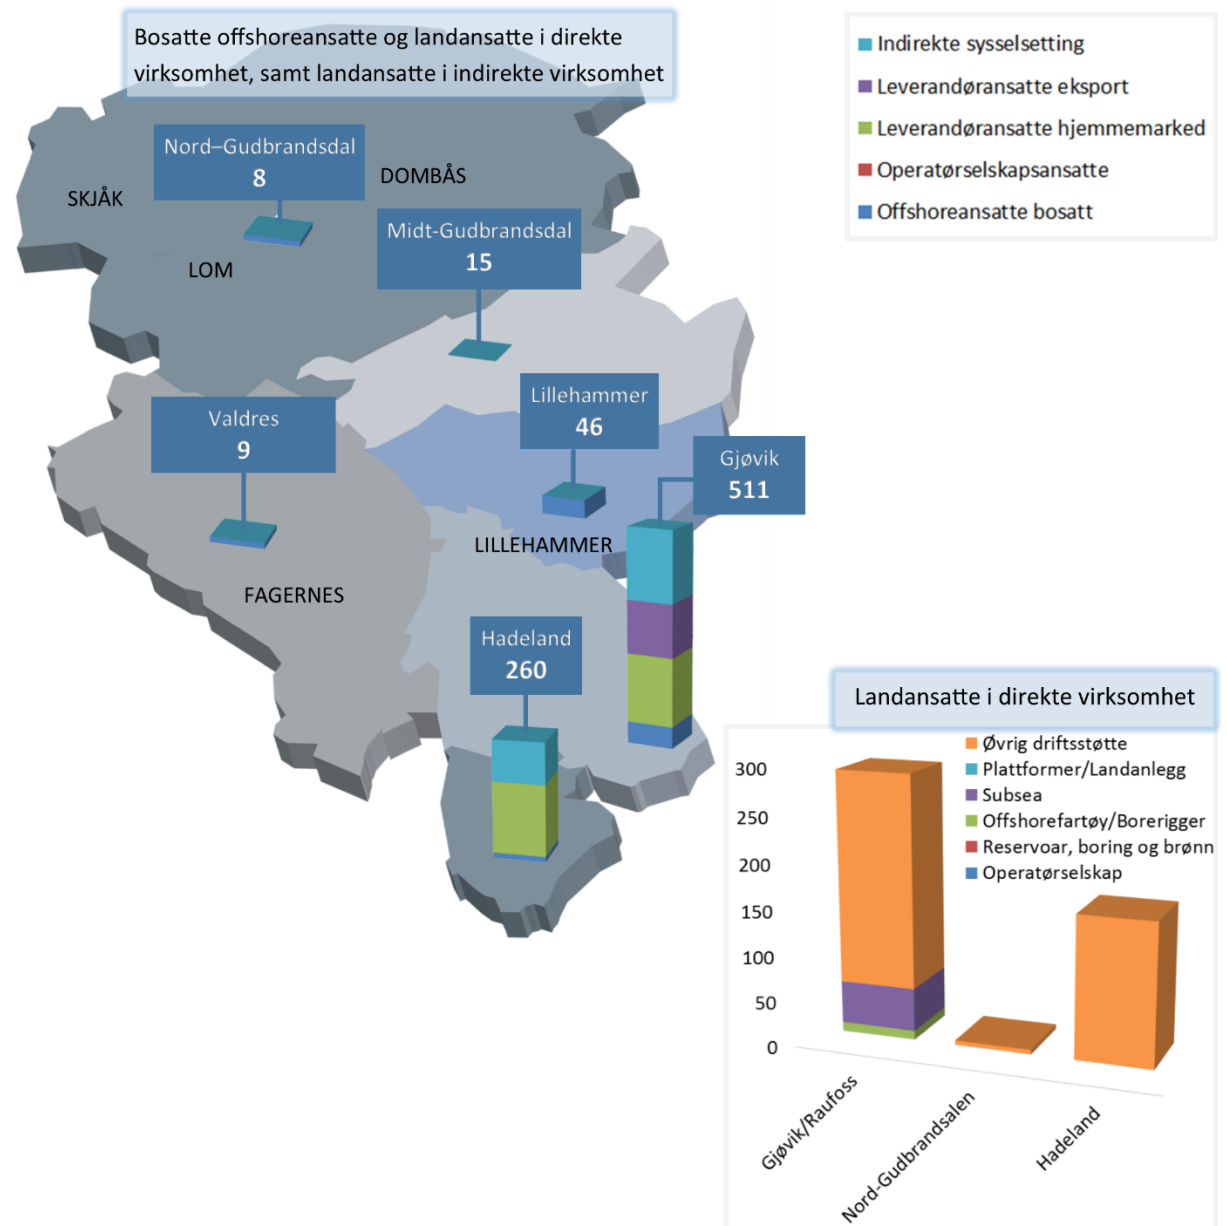 Bosatte offshoreansatte og landansatte i direkte
virksomhet, samt landansatte i indirekte virksomhet
Indirekte sysselsetting
Leverandøransatte eksport
Leverandøransatte hjemmemarked
Operatørselskapsansatte
Offshoreansatte bosatt
Nord–Gudbrandsdal
8
DOMBÅS
SKJÅK
Midt-Gudbrandsdal
15
LOM
Lillehammer
46
Valdres
9
Gjøvik
511
LILLEHAMMER
FAGERNES
Hadeland
260
Landansatte i direkte virksomhet
Øvrig driftsstøtte
Plattformer/Landanlegg
Subsea
Offshorefartøy/Borerigger
Reservoar, boring og brønn
Operatørselskap
300
250
200
150
100
50
0
Gjøvik/Raufoss
Nord-Gudbrandsalen
Hadeland